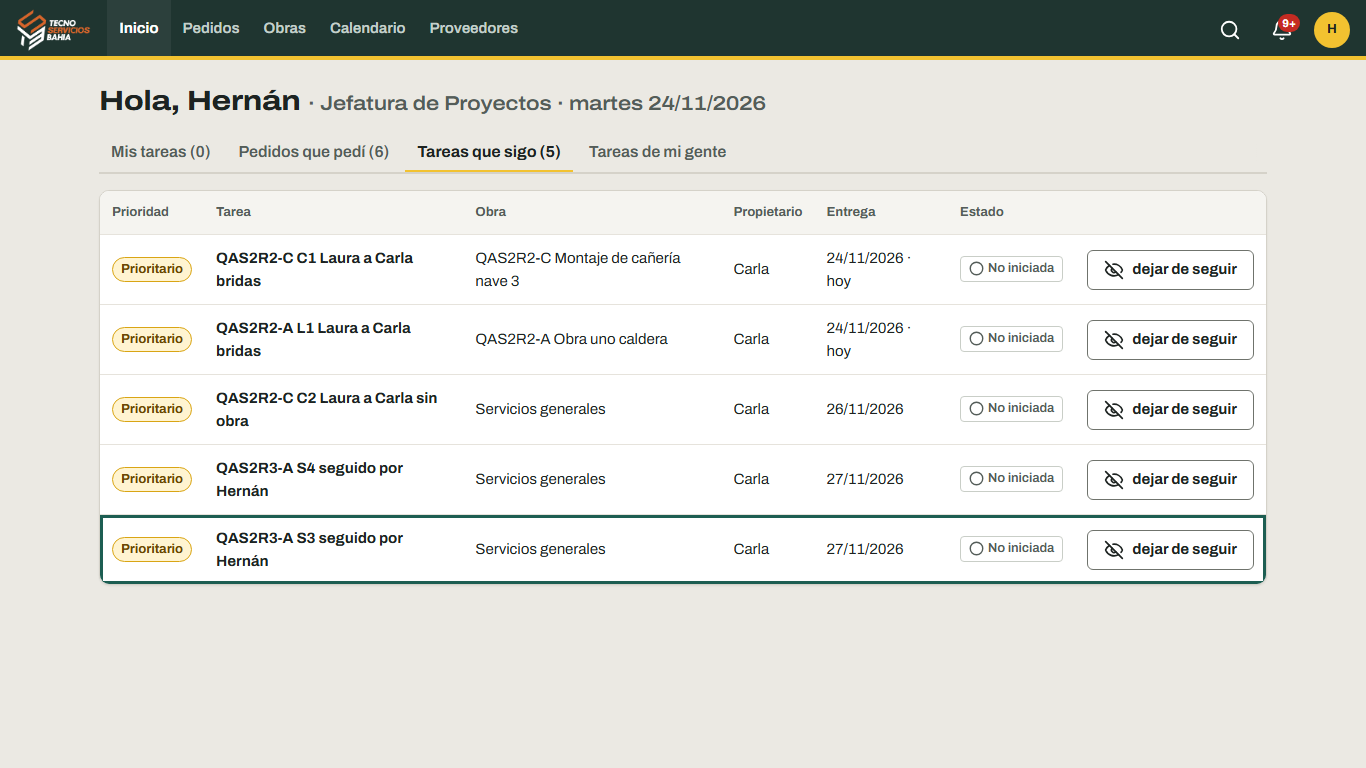 TECNO
SERVICIOS
BAHIA
Inicio
Pedidos
Obras
Calendario
Proveedores
9+
H
Hola, Hernán · Jefatura de Proyectos · martes 24/11/2026
Mis tareas (0)
Pedidos que pedí (6)
Tareas que sigo (5)
Tareas de mi gente
Prioridad
Tarea
Obra
Propietario
Entrega
Estado
Prioritario
QAS2R2-C C1 Laura a Carla
bridas
QAS2R2-C Montaje de cañería
nave 3
Carla
24/11/2026 ·
hoy
No iniciada
dejar de seguir
Prioritario
QAS2R2-A L1 Laura a Carla
bridas
QAS2R2-A Obra uno caldera
Carla
24/11/2026 ·
hoy
No iniciada
dejar de seguir
Prioritario
QAS2R2-C C2 Laura a Carla sin
obra
Servicios generales
Carla
26/11/2026
No iniciada
dejar de seguir
Prioritario
QAS2R3-A S4 seguido por
Hernán
Servicios generales
Carla
27/11/2026
No iniciada
dejar de seguir
Prioritario
QAS2R3-A S3 seguido por
Hernán
Servicios generales
Carla
27/11/2026
No iniciada
dejar de seguir